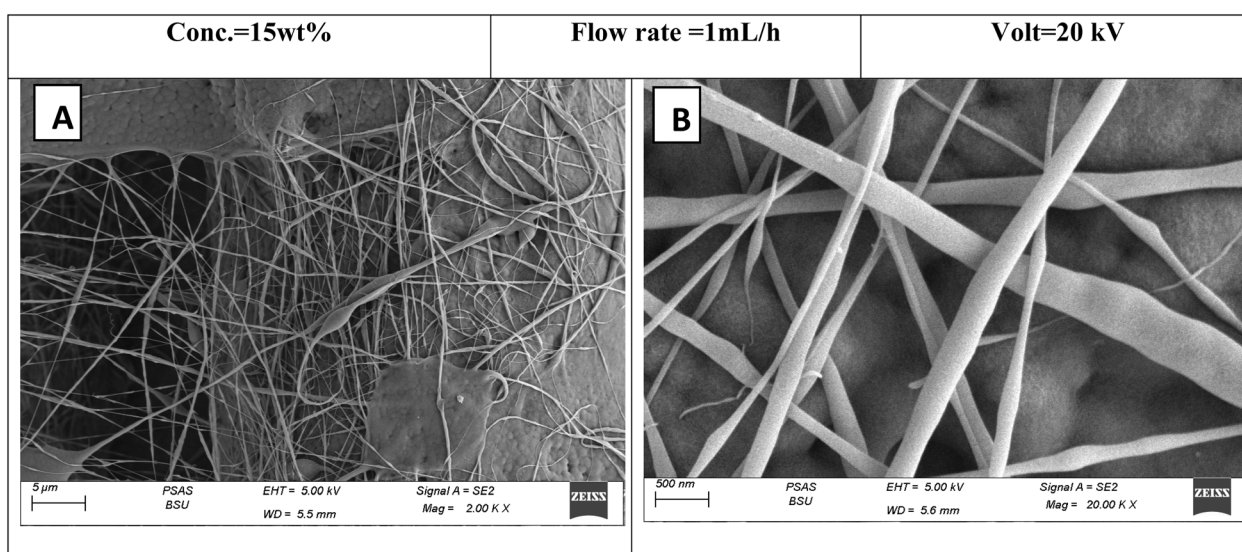 Conc.=15wt% Flow rate =1mL/h Volt=20 kV
A
B
5 µm PSAS EHT = 5.00 kV Signal A = SE2 ZEISS
BSU WD = 5.5 mm Mag = 2.00 K X
500 nm PSAS EHT = 5.00 kV Signal A = SE2 ZEISS
BSU WD = 5.6 mm Mag = 20.00 K X